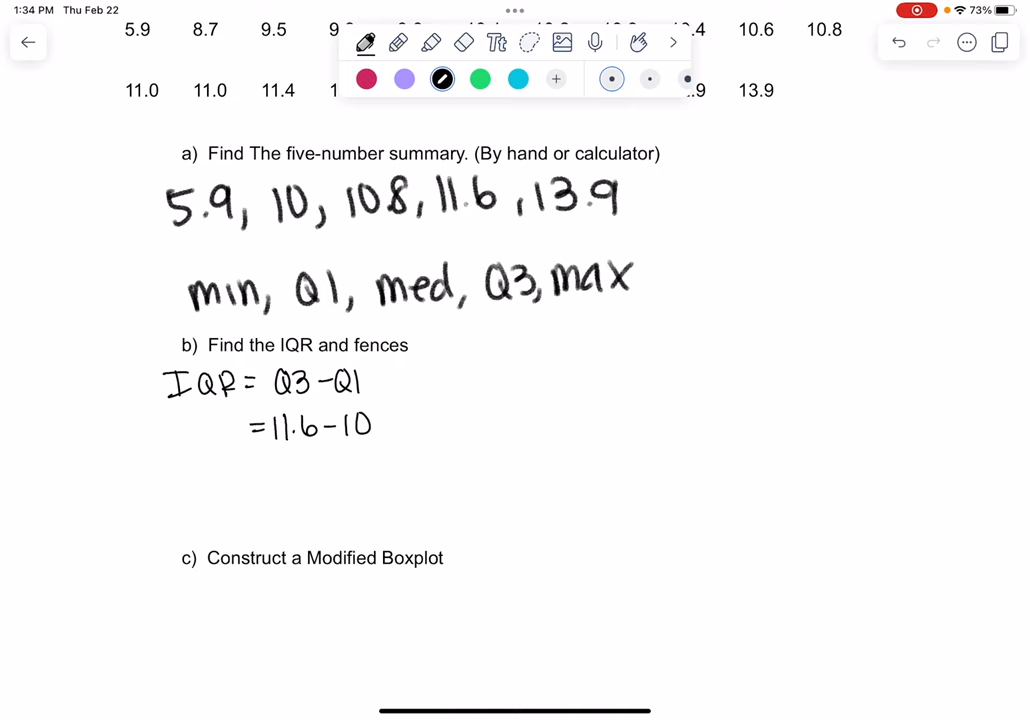 1:34 PM Thu Feb 22
73%
5.9 8.7 9.5 10.6 10.8
11.0 11.0 11.4 13.9
a) Find The five-number summary. (By hand or calculator)
5.9, 10, 108, 11.6, 13.9
min, Q1, med, Q3, max
b) Find the IQR and fences
IQR = Q3 - Q1
= 11.6 - 10
c) Construct a Modified Boxplot